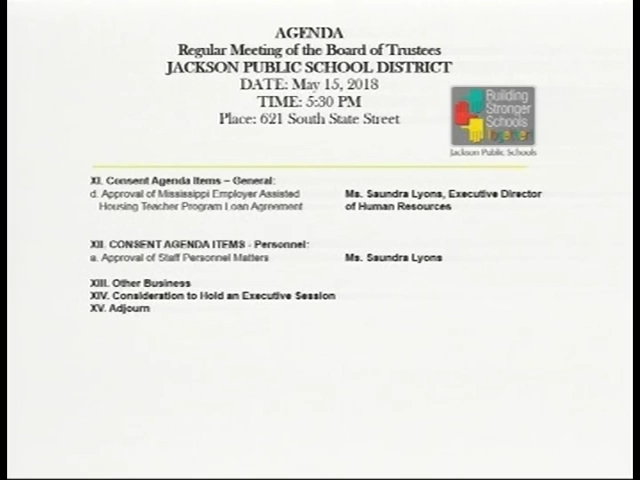 AGENDA
Regular Meeting of the Board of Trustees
JACKSON PUBLIC SCHOOL DISTRICT
DATE: May 15, 2018
TIME: 5:30 PM
Place: 621 South State Street
Building
Stronger
Schools
Together
Jackson Public Schools
XI. Consent Agenda Items – General:
d. Approval of Mississippi Employer Assisted Ms. Saundra Lyons, Executive Director
Housing Teacher Program Loan Agreement of Human Resources
XII. CONSENT AGENDA ITEMS - Personnel:
a. Approval of Staff Personnel Matters Ms. Saundra Lyons
XIII. Other Business
XIV. Consideration to Hold an Executive Session
XV. Adjourn